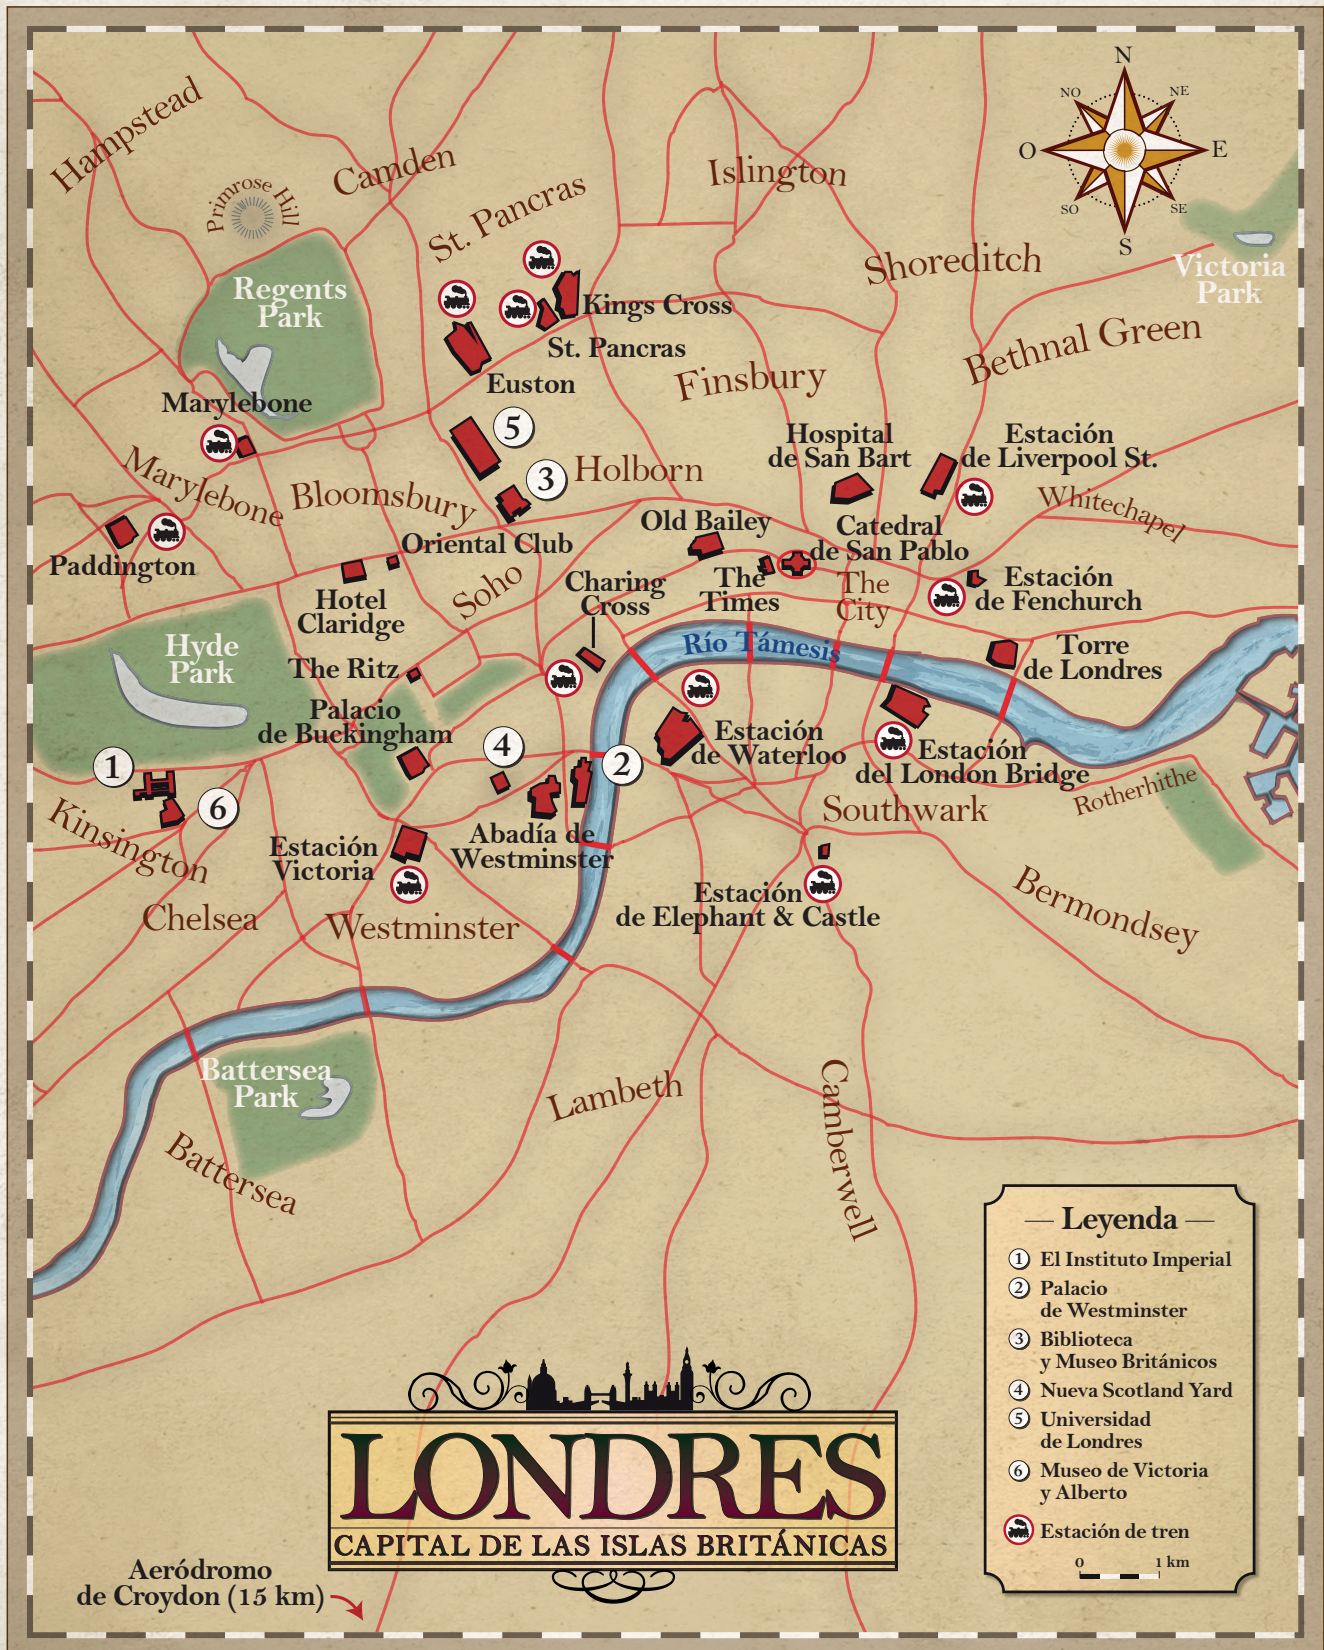 N
NO
NE
O
E
SO
SE
S
Hampstead
Camden
Primrose Hill
St. Pancras
Islington
Shoreditch
Victoria
Park
Regents
Park
Kings Cross
St. Pancras
Euston
Bethnal Green
Finsbury
Marylebone
5
Hospital
de San Bart
Estación
de Liverpool St.
Marylebone
Bloomsbury
3
Holborn
Whitechapel
Paddington
Oriental Club
Old Bailey
Catedral
de San Pablo
Hotel
Claridge
Soho
Charing
Cross
The
Times
The
City
Estación
de Fenchurch
Hyde
Park
The Ritz
Río Támesis
Torre
de Londres
Palacio
de Buckingham
1
4
2
Estación
de Waterloo
Estación
del London Bridge
6
Kinsington
Estación
Victoria
Abadía de
Westminster
Southwark
Rotherhithe
Chelsea
Westminster
Estación
de Elephant & Castle
Bermondsey
Battersea
Park
Lambeth
Camberwell
Battersea
Leyenda
1 El Instituto Imperial
2 Palacio
de Westminster
3 Biblioteca
y Museo Británicos
4 Nueva Scotland Yard
5 Universidad
de Londres
6 Museo de Victoria
y Alberto
Estación de tren
0 1 km
LONDRES
CAPITAL DE LAS ISLAS BRITÁNICAS
Aeródromo
de Croydon (15 km)